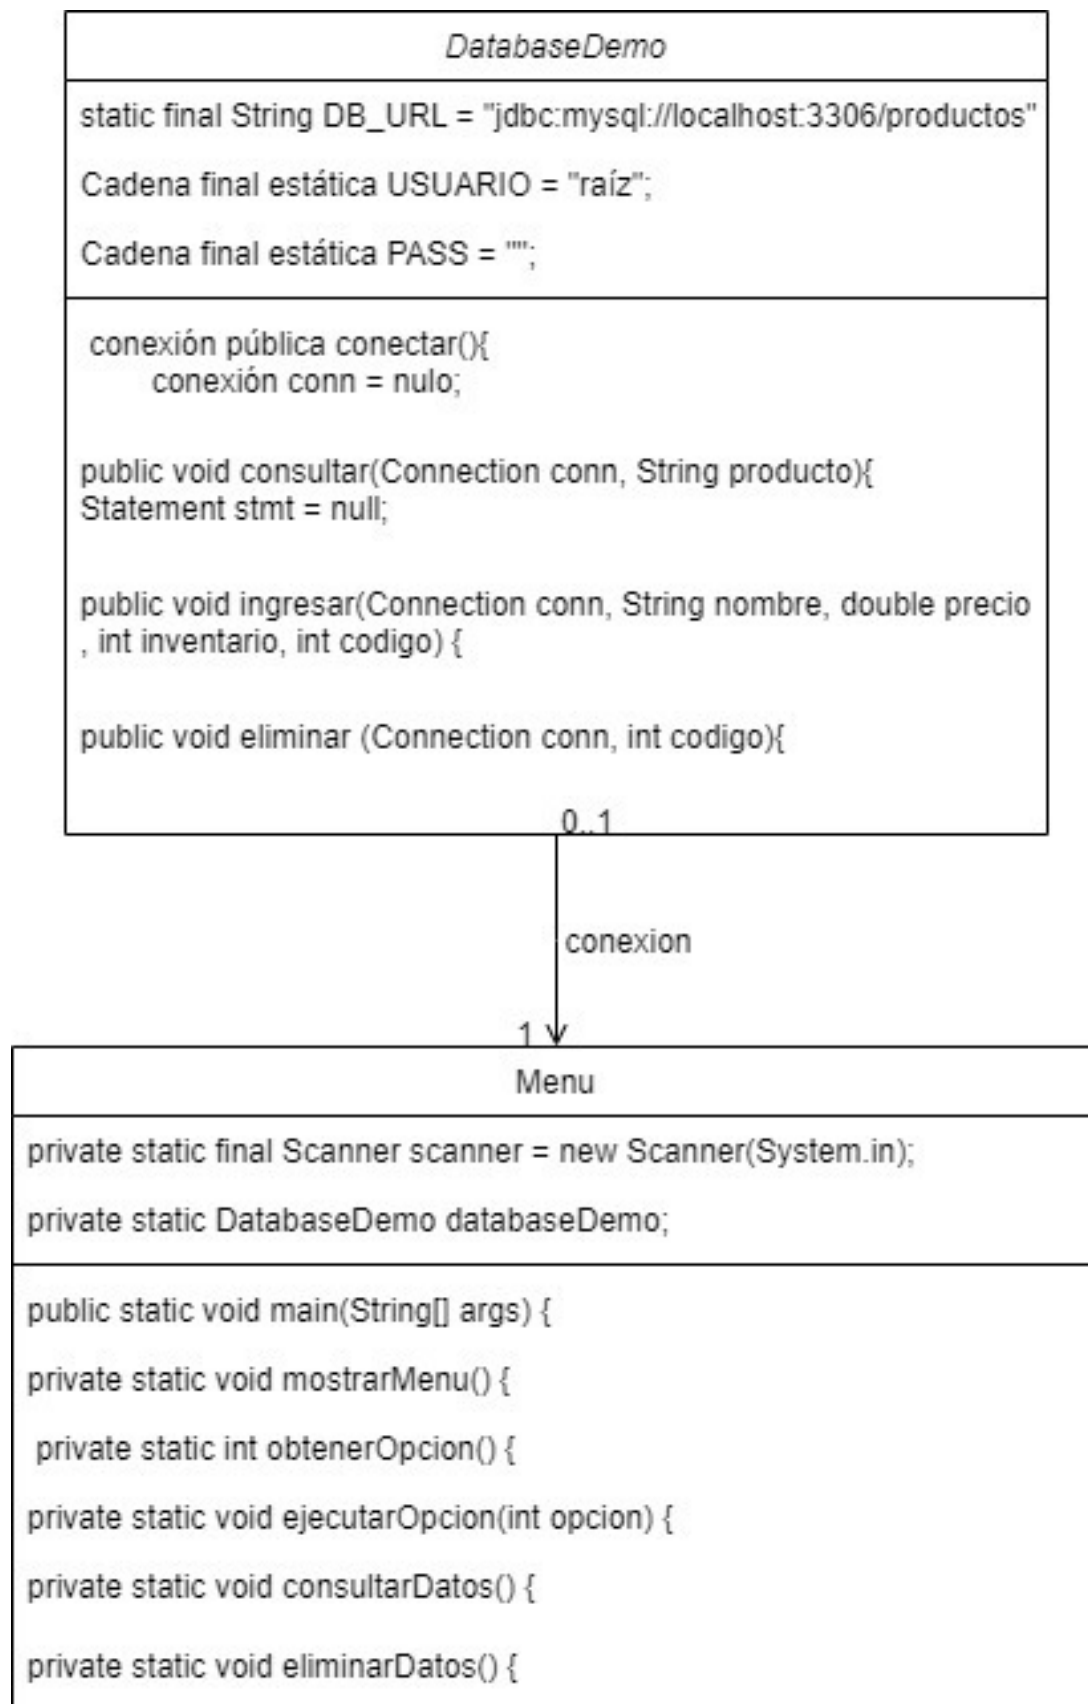 DatabaseDemo
static final String DB_URL = "jdbc:mysql://localhost:3306/productos"
Cadena final estática USUARIO = "raíz";
Cadena final estática PASS = "";
conexión pública conectar(){
conexión conn = nulo;
public void consultar(Connection conn, String producto){
Statement stmt = null;
public void ingresar(Connection conn, String nombre, double precio
, int inventario, int codigo) {
public void eliminar (Connection conn, int codigo){
0..1
conexion
1
Menu
private static final Scanner scanner = new Scanner(System.in);
private static DatabaseDemo databaseDemo;
public static void main(String[] args) {
private static void mostrarMenu() {
private static int obtenerOpcion() {
private static void ejecutarOpcion(int opcion) {
private static void consultarDatos() {
private static void eliminarDatos() {